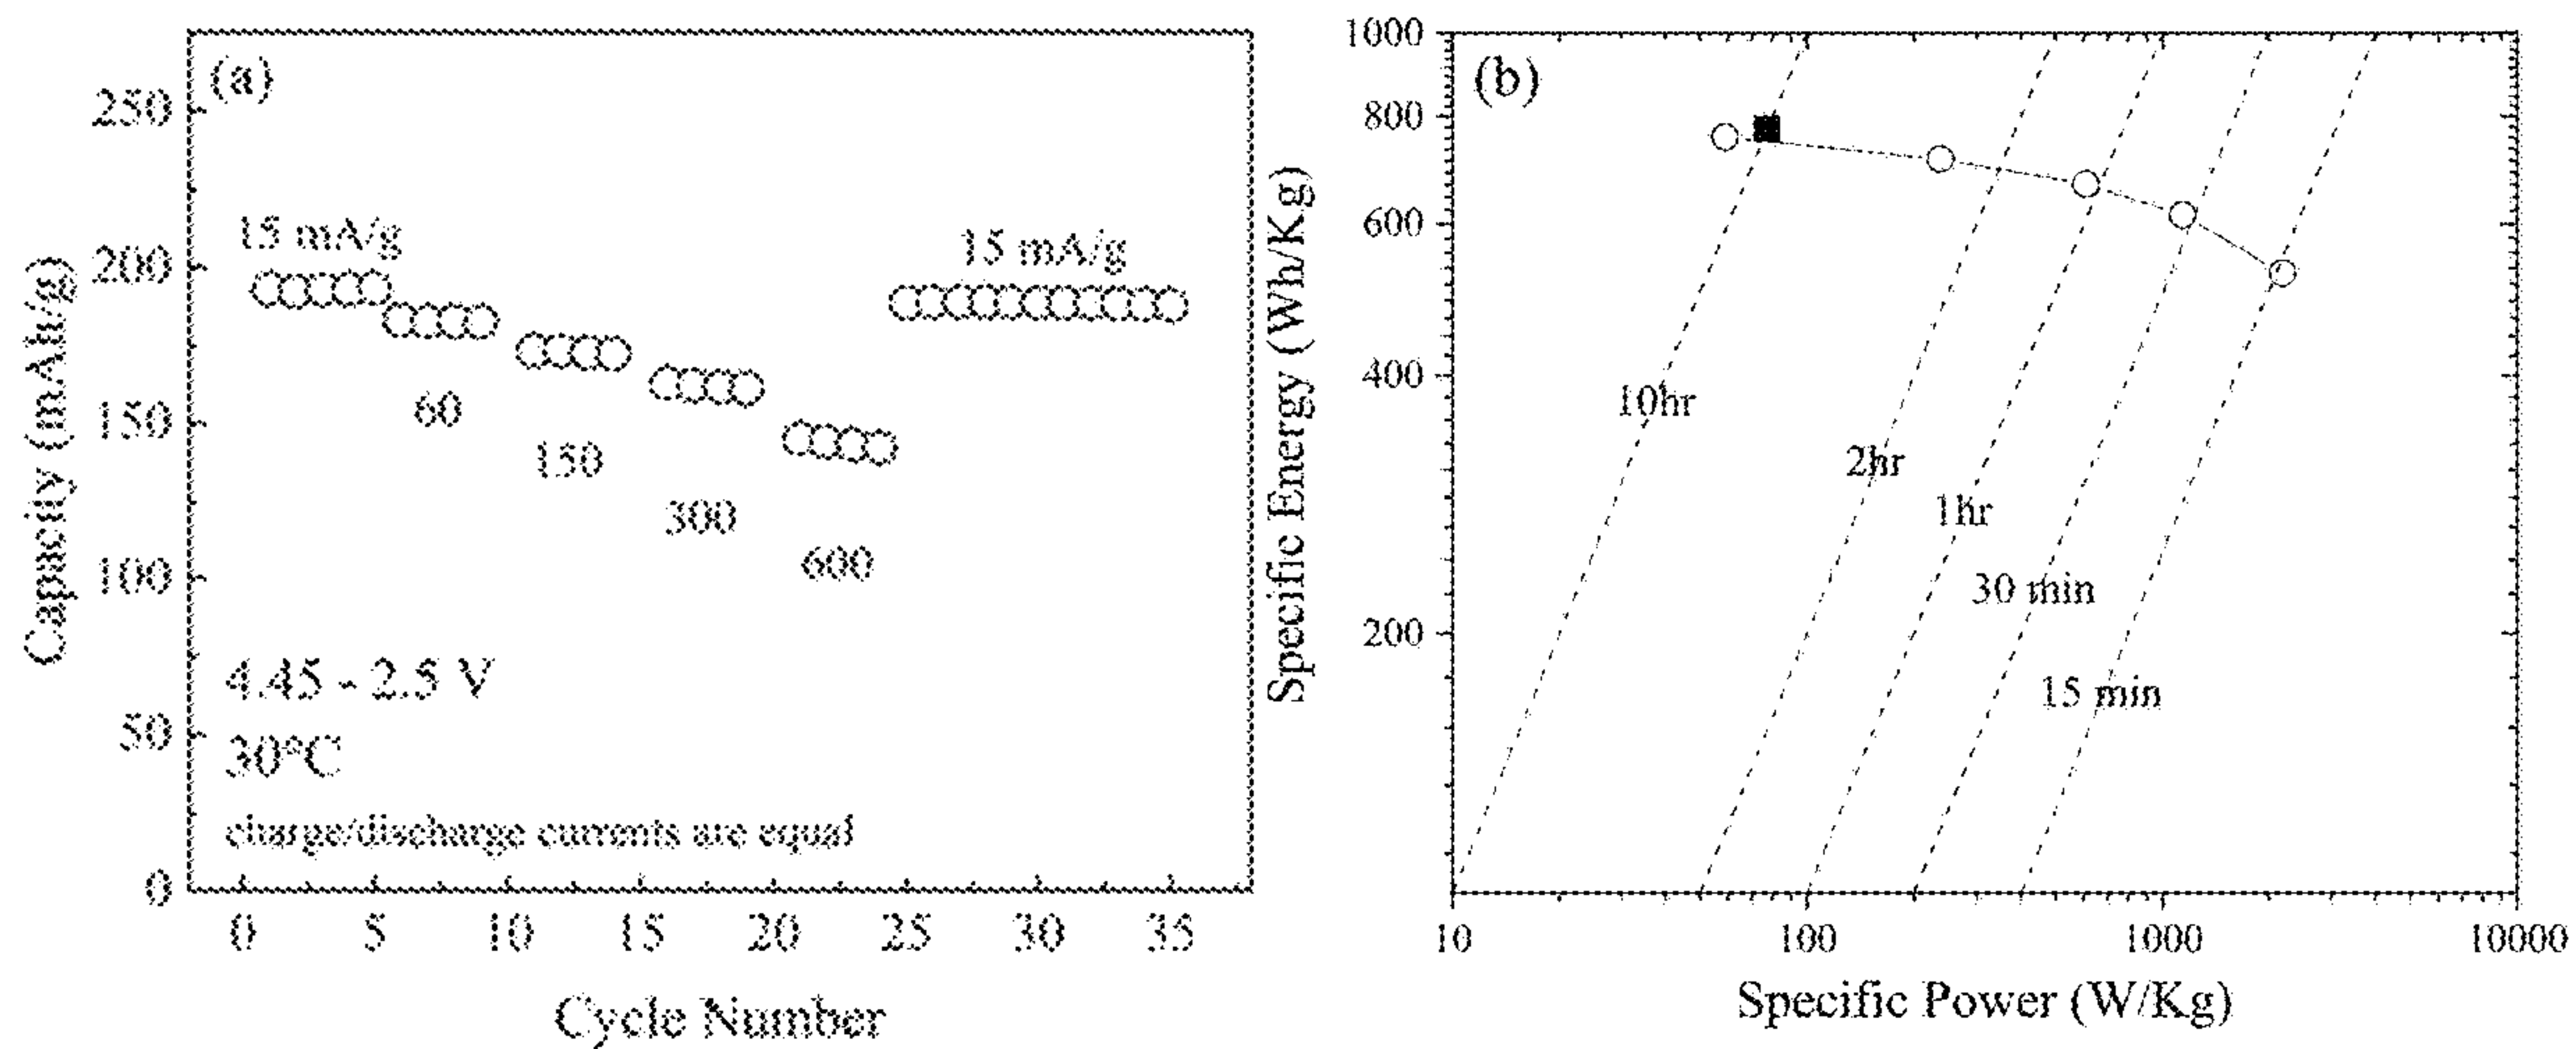 (a)
250
200
150
100
50
0
Capacity (mAh/g)
15 mA/g
60
150
300
600
15 mA/g
4.45 - 2.5 V
30°C
charge/discharge currents are equal
0 5 10 15 20 25 30 35
Cycle Number
(b)
1000
800
600
400
200
Specific Energy (Wh/Kg)
10hr
2hr
1hr
30 min
15 min
10 100 1000 10000
Specific Power (W/Kg)